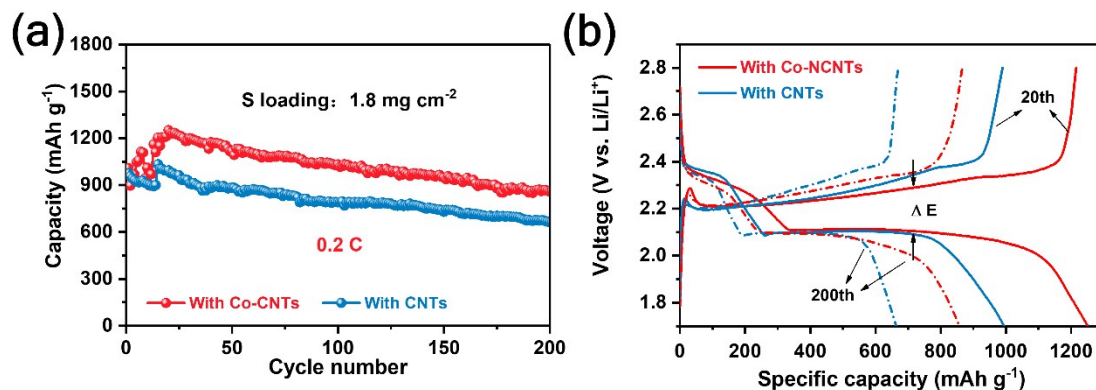 (a)
Capacity (mAh g⁻¹)
1800
1500
1200
900
600
300
0
S loading：1.8 mg cm⁻²
0.2 C
With Co-CNTs
With CNTs
0 50 100 150 200
Cycle number
(b)
Voltage (V vs. Li/Li⁺)
2.8
2.6
2.4
2.2
2.0
1.8
With Co-NCNTs
With CNTs
20th
Λ E
200th
0 200 400 600 800 1000 1200
Specific capacity (mAh g⁻¹)